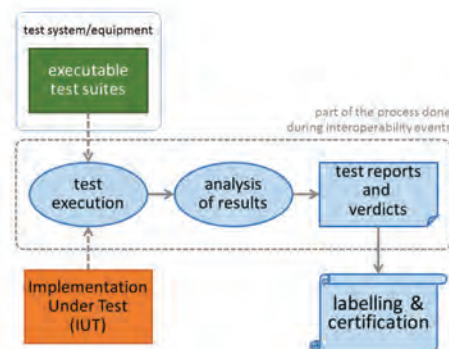 test system/equipment
executable
test suites
part of the process done
during interoperability events
test
execution
analysis
of results
test reports
and
verdicts
Implementation
Under Test
(IUT)
labelling &
certification